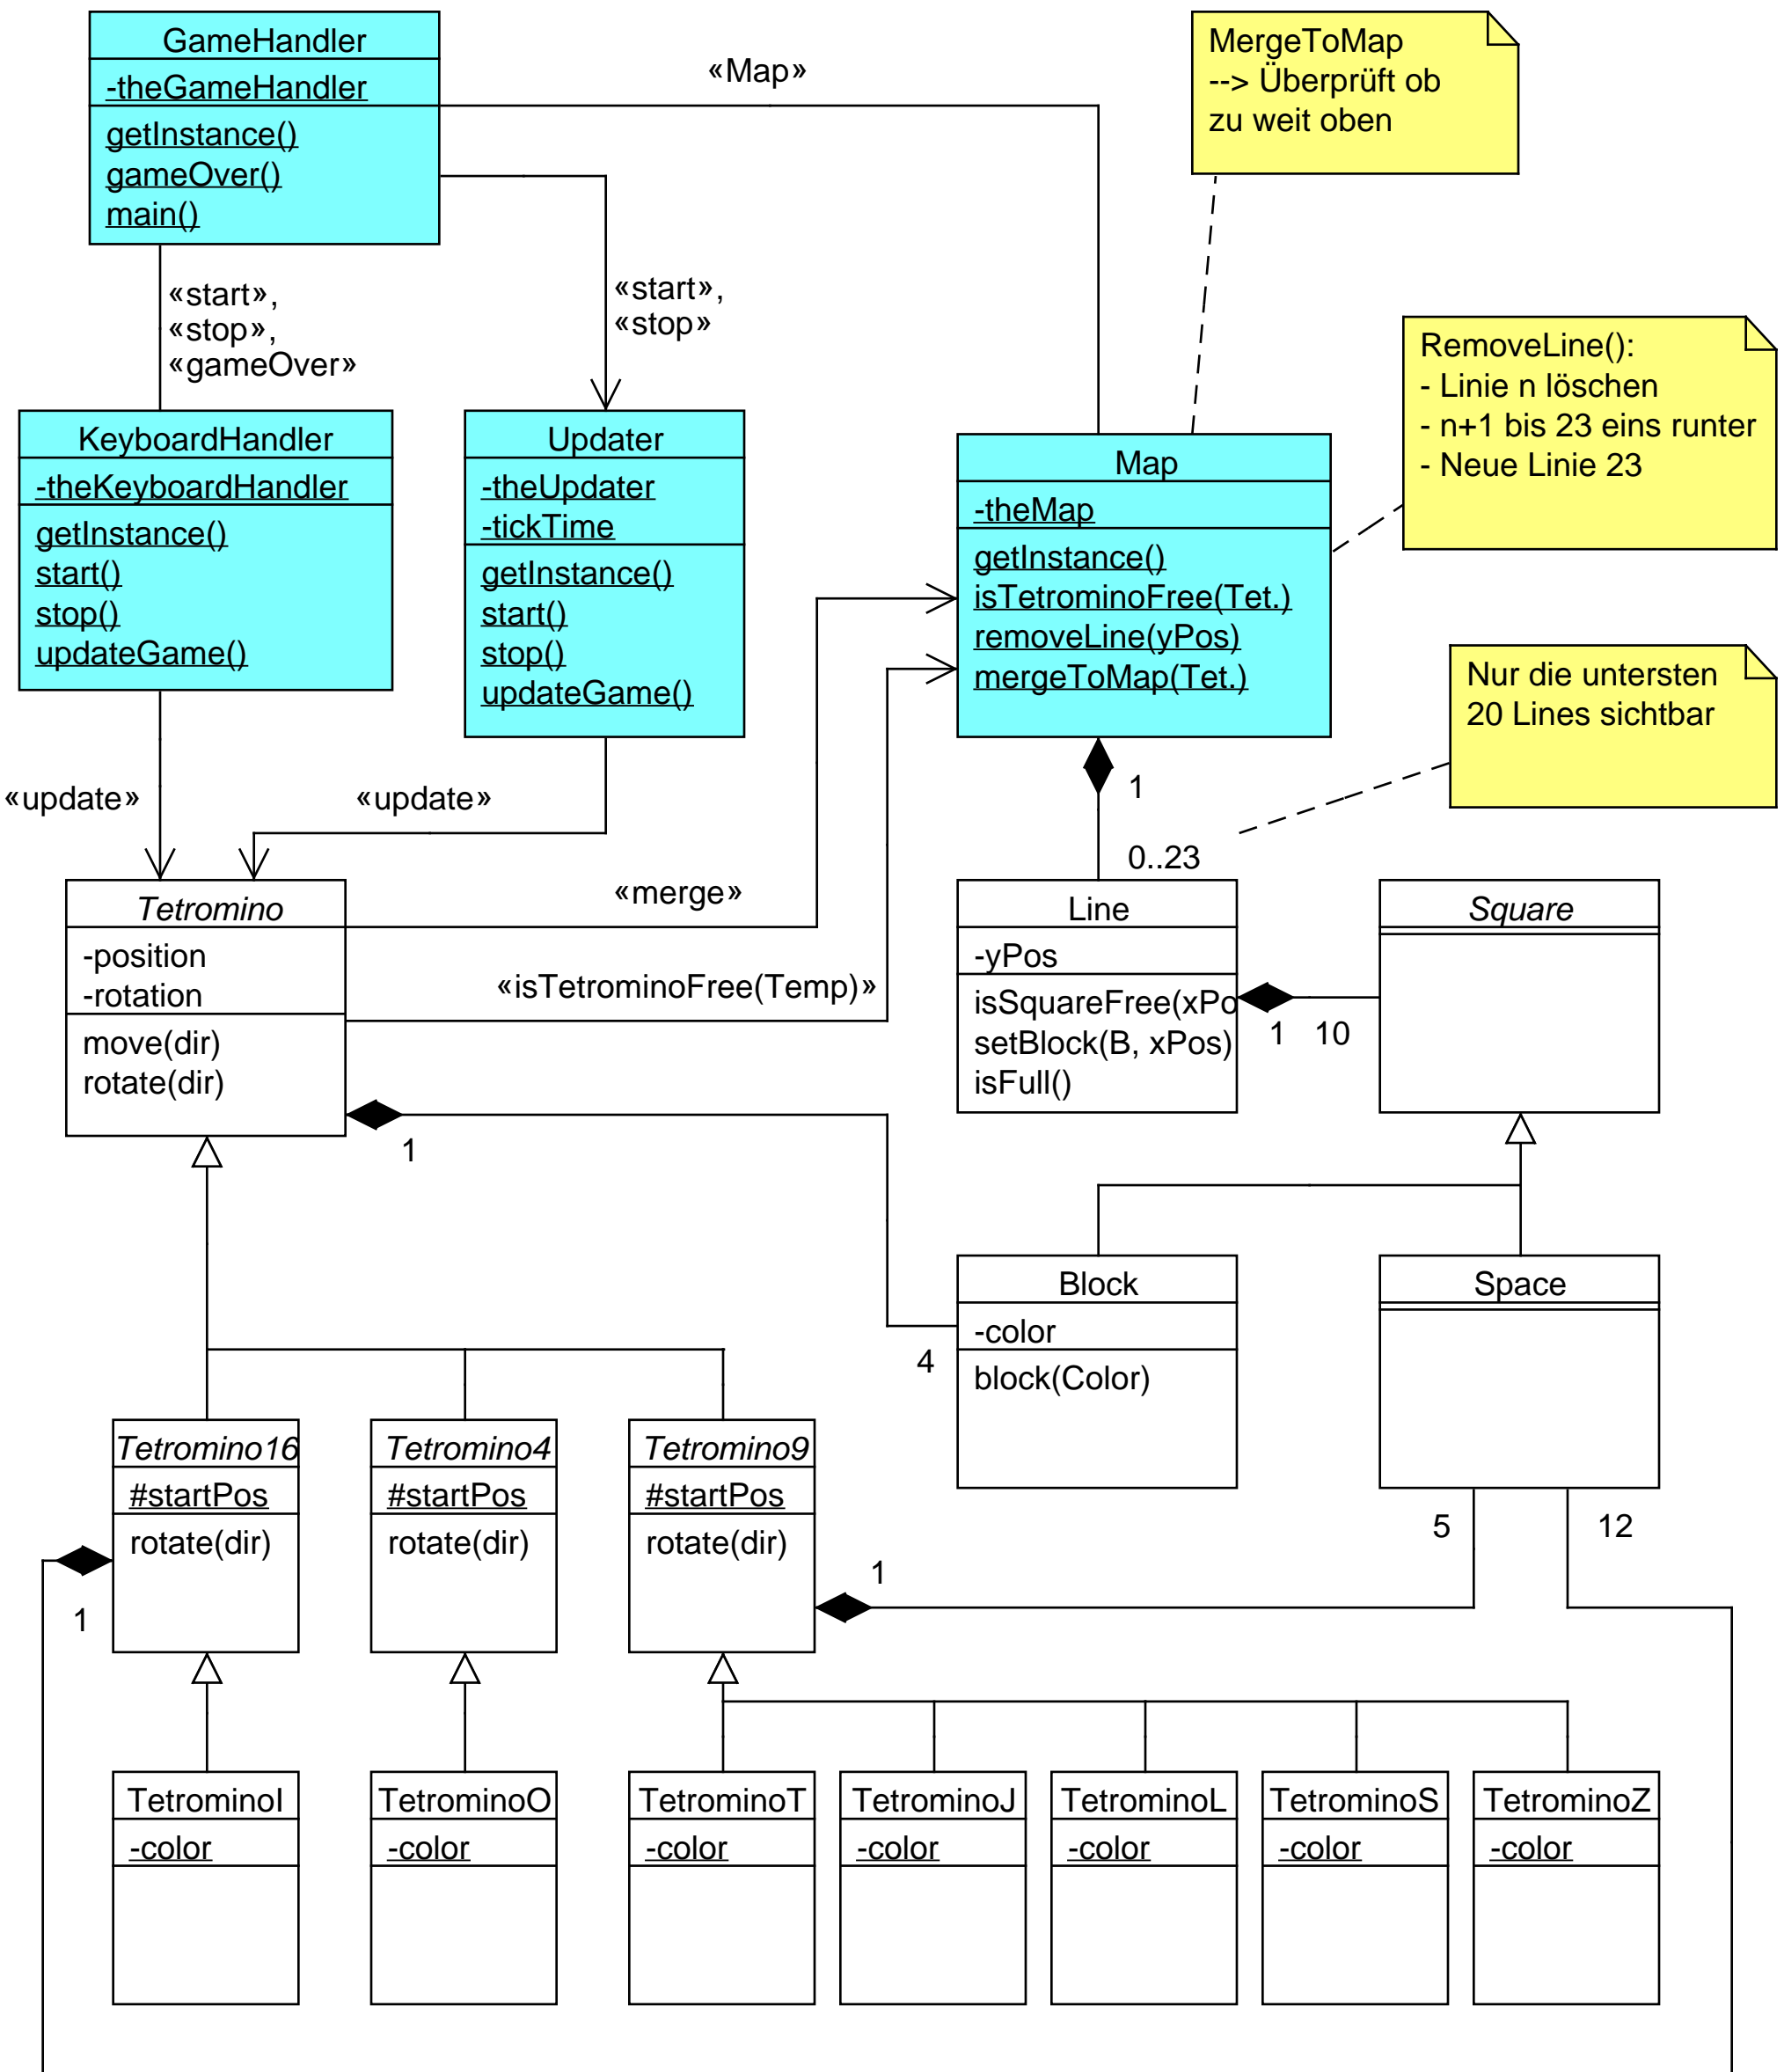 GameHandler
-theGameHandler
getInstance()
gameOver()
main()
«Map»
MergeToMap
--> Überprüft ob
zu weit oben
«start»,
«stop»,
«gameOver»
«start»,
«stop»
RemoveLine():
- Linie n löschen
- n+1 bis 23 eins runter
- Neue Linie 23
KeyboardHandler
-theKeyboardHandler
getInstance()
start()
stop()
updateGame()
Updater
-theUpdater
-tickTime
getInstance()
start()
stop()
updateGame()
Map
-theMap
getInstance()
isTetrominoFree(Tet.)
removeLine(yPos)
mergeToMap(Tet.)
Nur die untersten
20 Lines sichtbar
«update»
«update»
1
0..23
Tetromino
-position
-rotation
move(dir)
rotate(dir)
«merge»
«isTetrominoFree(Temp)»
Line
-yPos
isSquareFree(xPo
setBlock(B, xPos)
isFull()
1
10
Square
1
4
Block
-color
block(Color)
Space
5
12
Tetromino16
#startPos
rotate(dir)
1
Tetromino4
#startPos
rotate(dir)
Tetromino9
#startPos
rotate(dir)
1
TetrominoI
-color
TetrominoO
-color
TetrominoT
-color
TetrominoJ
-color
TetrominoL
-color
TetrominoS
-color
TetrominoZ
-color